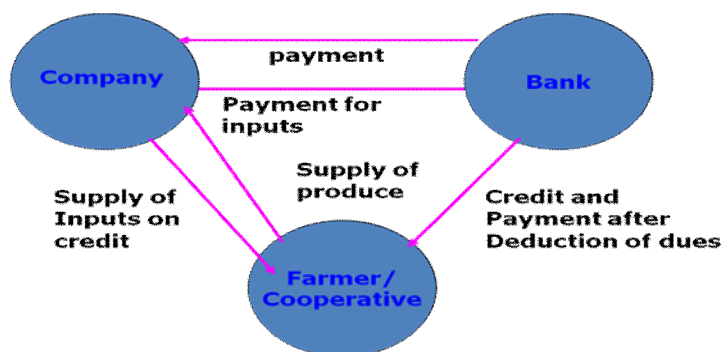 payment
Company
Bank
Payment for
inputs
Supply of
produce
Supply of
Inputs on
credit
Credit and
Payment after
Deduction of dues
Farmer/
Cooperative